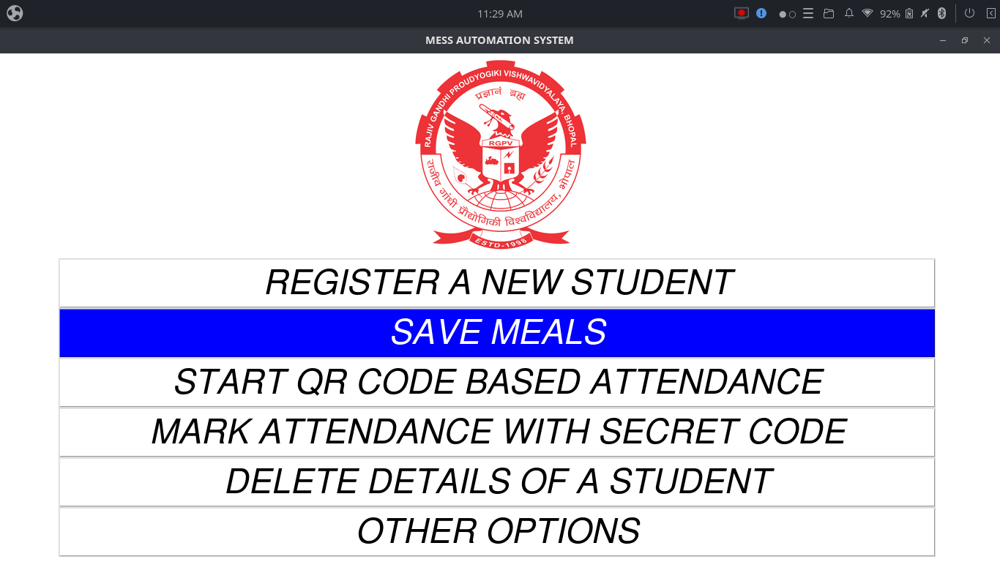 11:29 AM
92%
MESS AUTOMATION SYSTEM
RAJIV GANDHI PROUDYOGIKI VISHWAVIDYALAYA, BHOPAL
प्रज्ञानं ब्रह्म
RGPV
राजीव गांधी प्रौद्योगिकी विश्वविद्यालय, भोपाल
ESTD-1998
REGISTER A NEW STUDENT
SAVE MEALS
START QR CODE BASED ATTENDANCE
MARK ATTENDANCE WITH SECRET CODE
DELETE DETAILS OF A STUDENT
OTHER OPTIONS